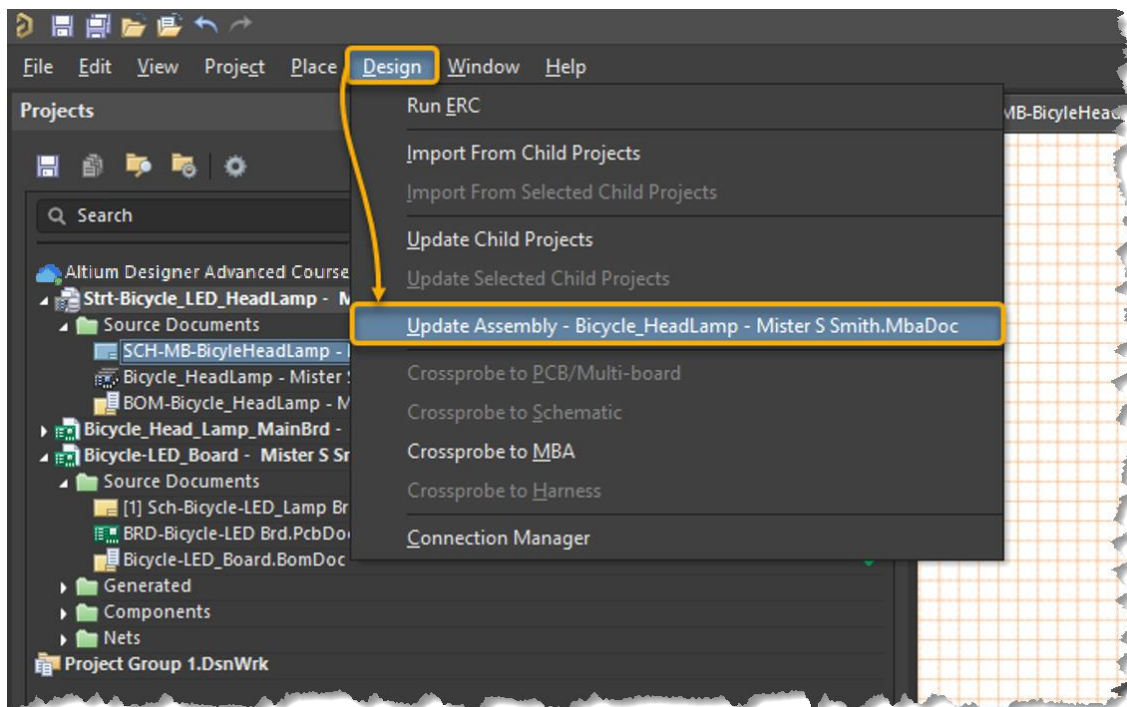 File Edit View Project Place Design Window Help
Projects
Search
Altium Designer Advanced Course
Strt-Bicycle_LED_HeadLamp - M
Source Documents
SCH-MB-BicyleHeadLamp -
Bicycle_HeadLamp - Mister
BOM-Bicycle_HeadLamp - M
Bicycle_Head_Lamp_MainBrd -
Bicycle-LED_Board - Mister S Sr
Source Documents
[1] Sch-Bicycle-LED_Lamp Br
BRD-Bicycle-LED Brd.PcbDo
Bicycle-LED_Board.BomDoc
Generated
Components
Nets
Project Group 1.DsnWrk
Run ERC
Import From Child Projects
Import From Selected Child Projects
Update Child Projects
Update Selected Child Projects
Update Assembly - Bicycle_HeadLamp - Mister S Smith.MbaDoc
Crossprobe to PCB/Multi-board
Crossprobe to Schematic
Crossprobe to MBA
Crossprobe to Harness
Connection Manager
MB-BicyleHead